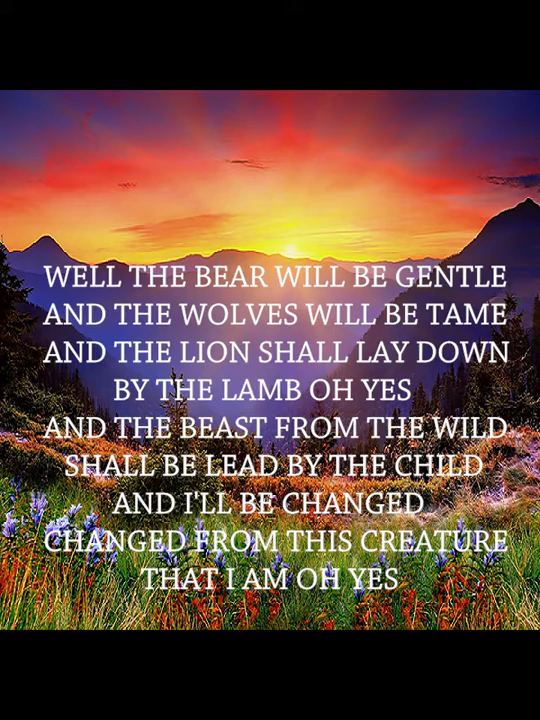 WELL THE BEAR WILL BE GENTLE
AND THE WOLVES WILL BE TAME
AND THE LION SHALL LAY DOWN
BY THE LAMB OH YES
AND THE BEAST FROM THE WILD
SHALL BE LEAD BY THE CHILD
AND I'LL BE CHANGED
CHANGED FROM THIS CREATURE
THAT I AM OH YES